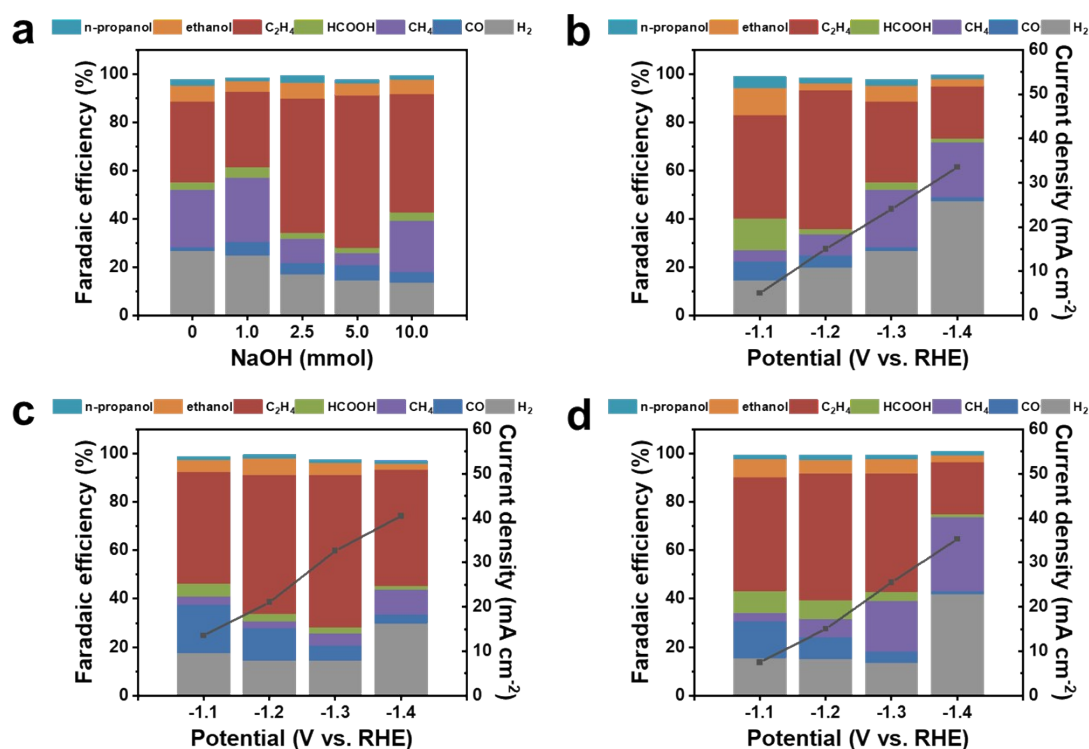 a
n-propanol ethanol C₂H₄ HCOOH CH₄ CO H₂
Faradaic efficiency (%)
100
80
60
40
20
0
0 1.0 2.5 5.0 10.0
NaOH (mmol)
b
n-propanol ethanol C₂H₄ HCOOH CH₄ CO H₂
Faradaic efficiency (%)
100
80
60
40
20
0
60
50
40
30
20
10
0
Current density (mA cm⁻²)
-1.1 -1.2 -1.3 -1.4
Potential (V vs. RHE)
c
n-propanol ethanol C₂H₄ HCOOH CH₄ CO H₂
Faradaic efficiency (%)
100
80
60
40
20
0
60
50
40
30
20
10
0
Current density (mA cm⁻²)
-1.1 -1.2 -1.3 -1.4
Potential (V vs. RHE)
d
n-propanol ethanol C₂H₄ HCOOH CH₄ CO H₂
Faradaic efficiency (%)
100
80
60
40
20
0
60
50
40
30
20
10
0
Current density (mA cm⁻²)
-1.1 -1.2 -1.3 -1.4
Potential (V vs. RHE)